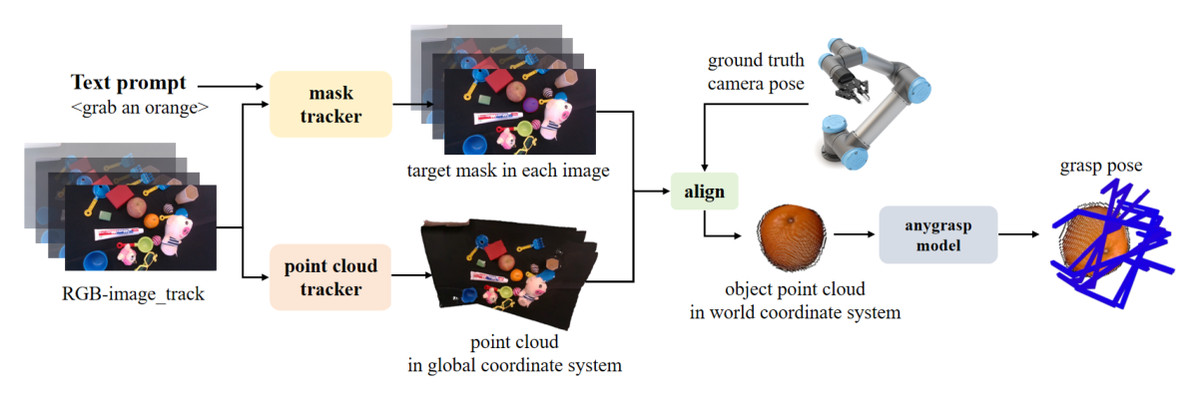 Text prompt
<grab an orange>
RGB-image_track
mask
tracker
point cloud
tracker
target mask in each image
point cloud
in global coordinate system
ground truth
camera pose
align
object point cloud
in world coordinate system
anygrasp
model
grasp pose